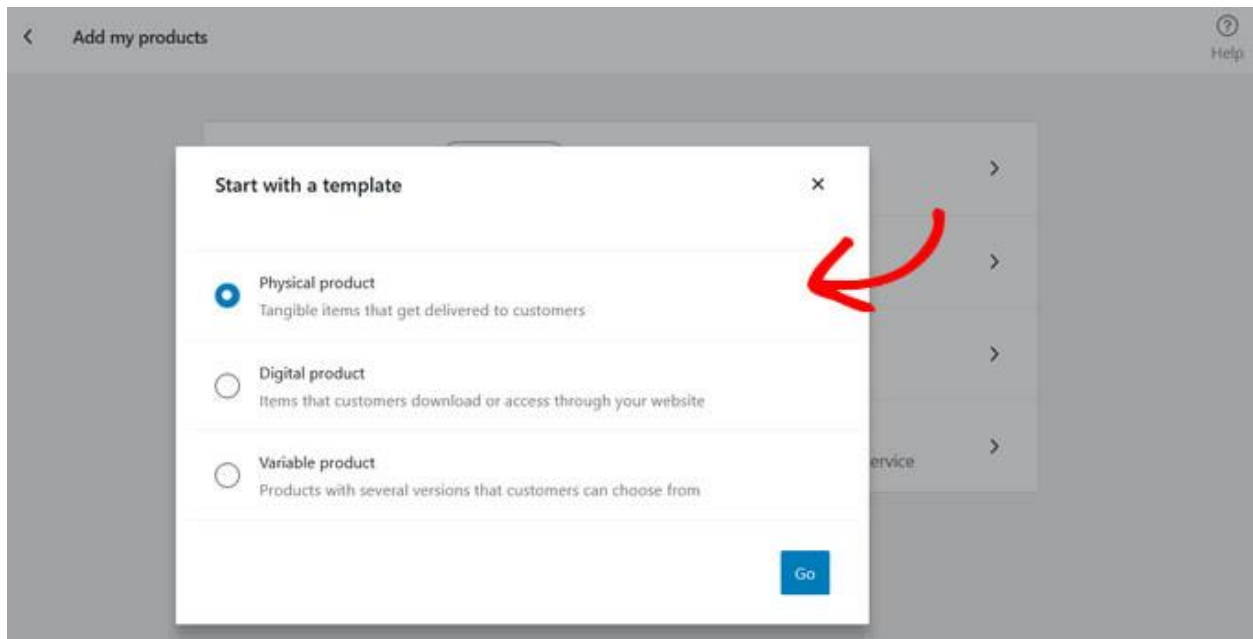 Add my products
Help
Start with a template
Physical product
Tangible items that get delivered to customers
Digital product
Items that customers download or access through your website
Variable product
Products with several versions that customers can choose from
ervice
Go